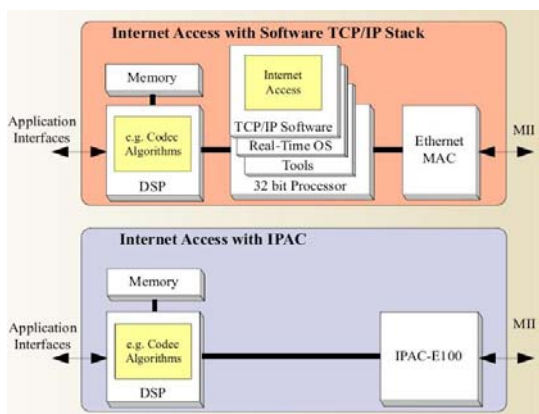 Internet Access with Software TCP/IP Stack
Memory
Internet
Access
Application
Interfaces
e.g. Codec
Algorithms
DSP
TCP/IP Software
Real-Time OS
Tools
32 bit Processor
Ethernet
MAC
MII
Internet Access with IPAC
Memory
Application
Interfaces
e.g. Codec
Algorithms
DSP
IPAC-E100
MII